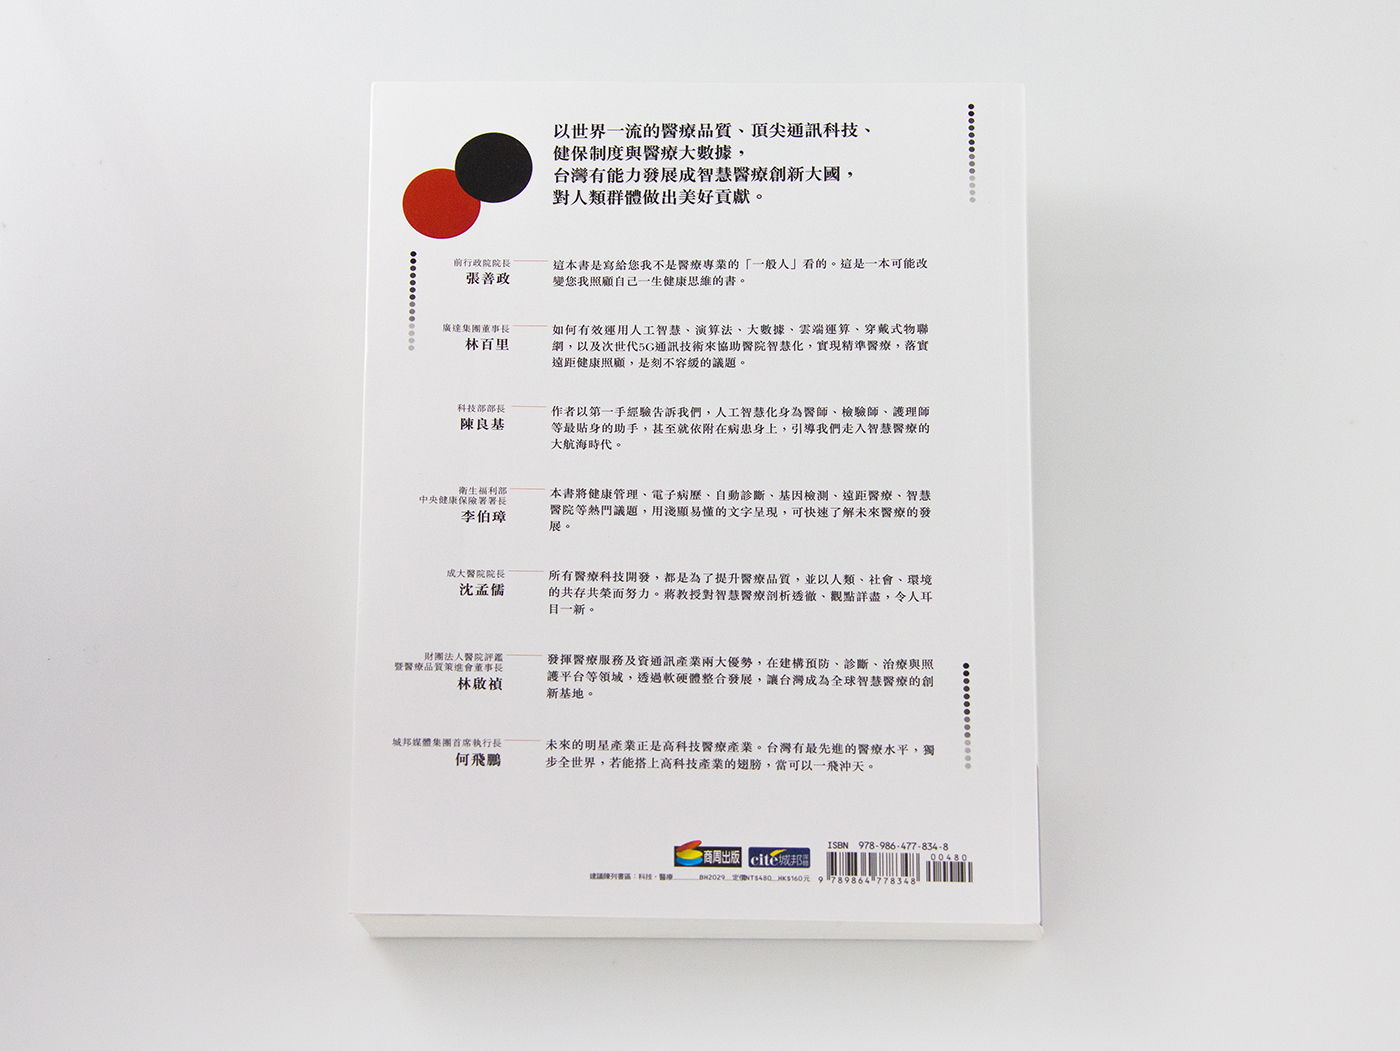 以世界一流的醫療品質、頂尖通訊科技、
健保制度與醫療大數據，
台灣有能力發展成智慧醫療創新大國，
對人類群體做出美好貢獻。
前行政院院長
張善政
這本書是寫給您我不是醫療專業的「一般人」看的。這是一本可能改
變您我照顧自己一生健康思維的書。
廣達集團董事長
林百里
如何有效運用人工智慧、演算法、大數據、雲端運算、穿戴式物聯
網，以及次世代5G通訊技術來協助醫院智慧化，實現精準醫療，落實
遠距健康照顧，是刻不容緩的議題。
科技部部長
陳良基
作者以第一手經驗告訴我們，人工智慧化身為醫師、檢驗師、護理師
等最貼身的助手，甚至就依附在病患身上，引導我們走入智慧醫療的
大航海時代。
衛生福利部
中央健康保險署署長
李伯璋
本書將健康管理、電子病歷、自動診斷、基因檢測、遠距醫療、智慧
醫院等熱門議題，用淺顯易懂的文字呈現，可快速了解未來醫療的發
展。
成大醫院院長
沈孟儒
所有醫療科技開發，都是為了提升醫療品質，並以人類、社會、環境
的共存共榮而努力。蔣教授對智慧醫療剖析透徹、觀點詳盡，令人耳
目一新。
財團法人醫院評鑑
暨醫療品質策進會董事長
林啟禎
發揮醫療服務及資通訊產業兩大優勢，在建構預防、診斷、治療與照
護平台等領域，透過軟硬體整合發展，讓台灣成為全球智慧醫療的創
新基地。
城邦媒體集團首席執行長
何飛鵬
未來的明星產業正是高科技醫療產業。台灣有最先進的醫療水平，獨
步全世界，若能搭上高科技產業的翅膀，當可以一飛沖天。
商周出版
cité城邦
ISBN 978-986-477-834-8
00480
9 789864 778348
建議陳列書區：科技．醫療 BH2029 定價NT$480 HK$160元